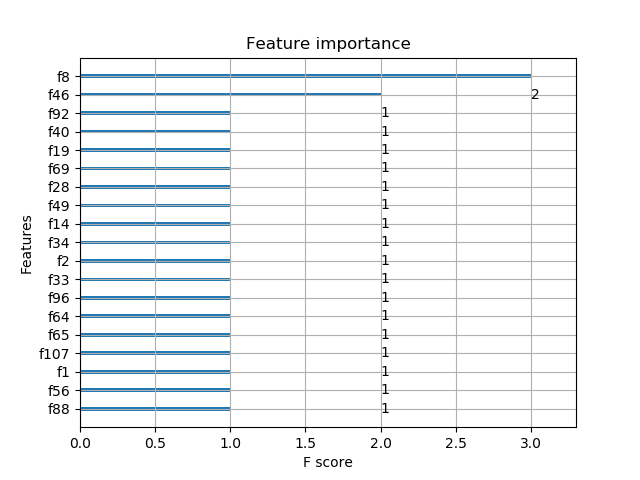 Feature importance
f8
f46 2
f92 1
f40 1
f19 1
f69 1
f28 1
f49 1
f14 1
f34 1
f2 1
f33 1
f96 1
f64 1
f65 1
f107 1
f1 1
f56 1
f88 1
Features
0.0 0.5 1.0 1.5 2.0 2.5 3.0
F score